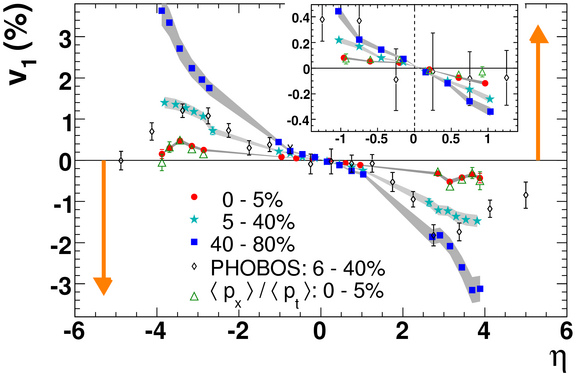 v1 (%)
3
2
1
0
-1
-2
-3
0.4
0.2
0
-0.2
-0.4
-1 -0.5 0 0.5 1
0 - 5%
5 - 40%
40 - 80%
PHOBOS: 6 - 40%
⟨ px ⟩ / ⟨ pt ⟩: 0 - 5%
-6 -4 -2 0 2 4 6
η